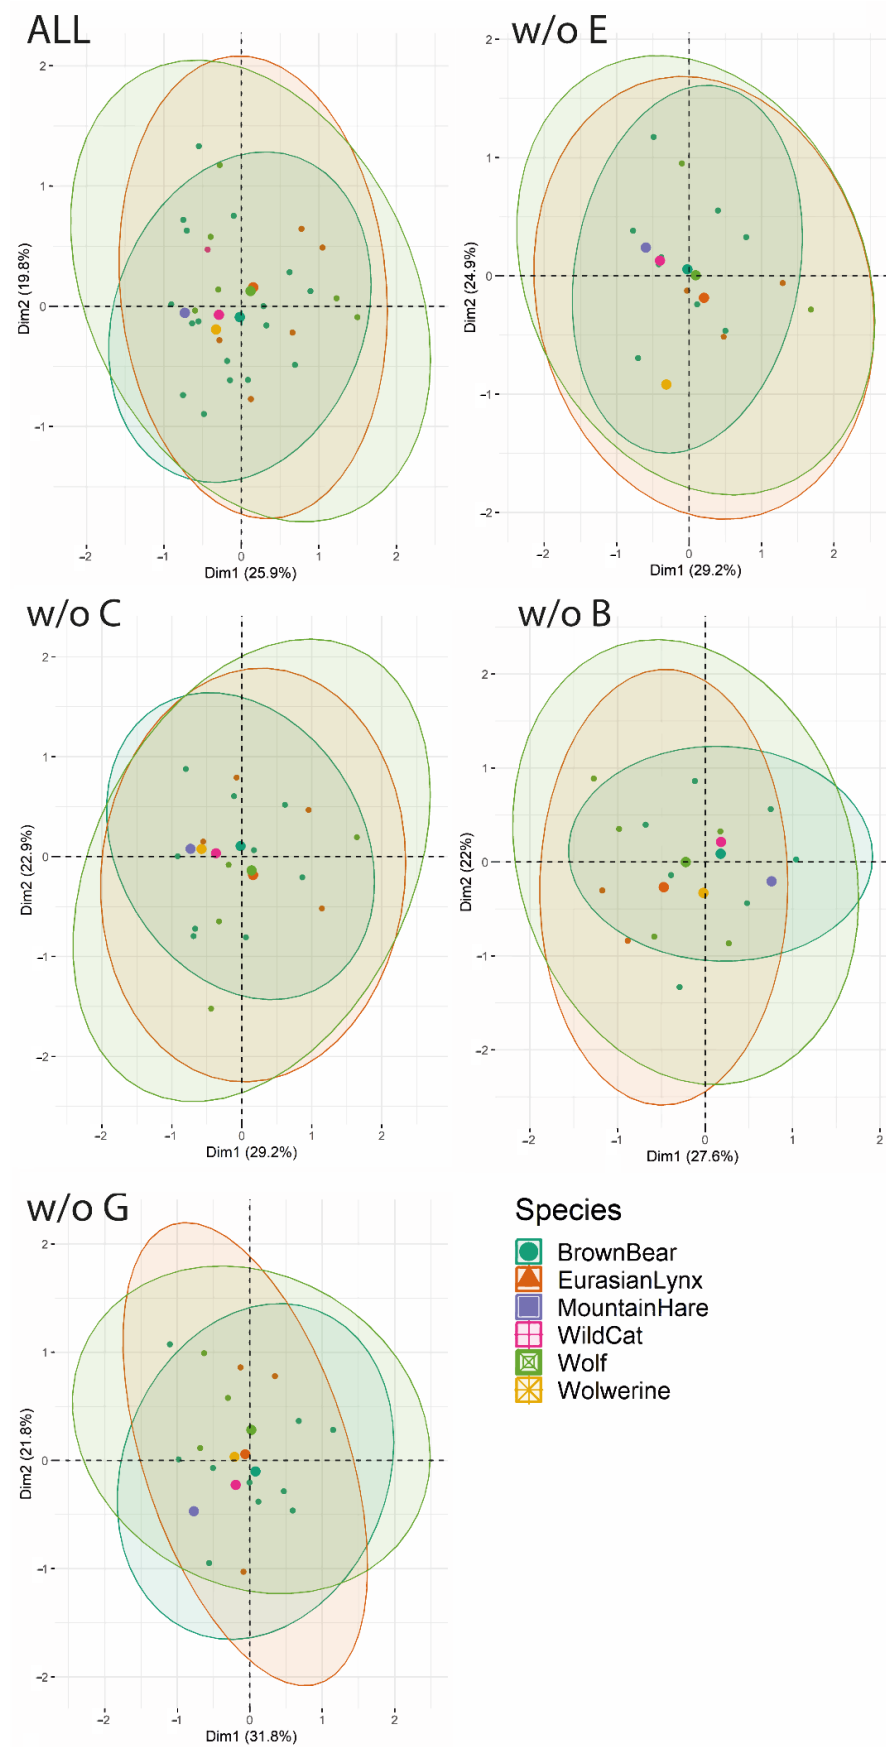 ALL
2
1
0
−1
Dim2 (19.8%)
−2 −1 0 1 2
Dim1 (25.9%)
w/o E
2
1
0
−1
−2
Dim2 (24.9%)
−2 −1 0 1 2
Dim1 (29.2%)
w/o C
2
1
0
−1
−2
Dim2 (22.9%)
−2 −1 0 1 2
Dim1 (29.2%)
w/o B
2
1
0
−1
−2
Dim2 (22%)
−2 −1 0 1 2
Dim1 (27.6%)
w/o G
2
1
0
−1
−2
Dim2 (21.8%)
−2 −1 0 1 2
Dim1 (31.8%)
Species
BrownBear
EurasianLynx
MountainHare
WildCat
Wolf
Wolwerine